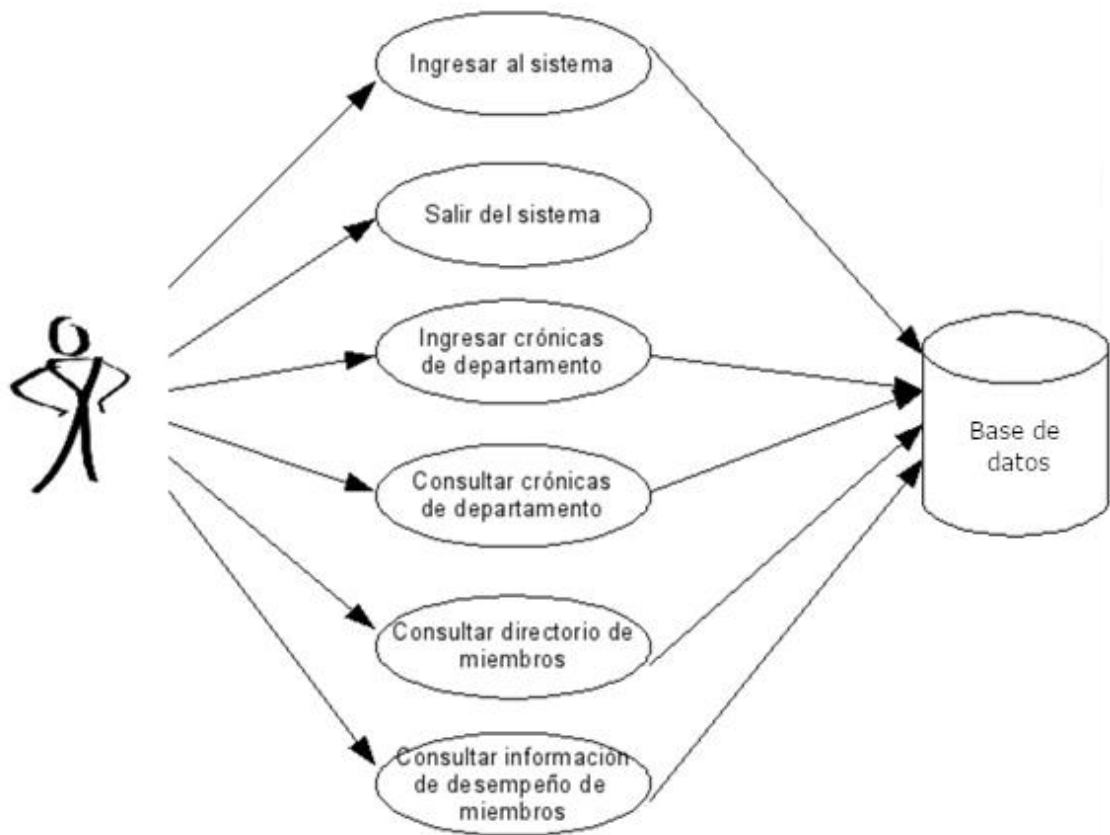 Ingresar al sistema
Salir del sistema
Ingresar crónicas
de departamento
Consultar crónicas
de departamento
Consultar directorio de
miembros
Consultar información
de desempeño de
miembros
Base de
datos